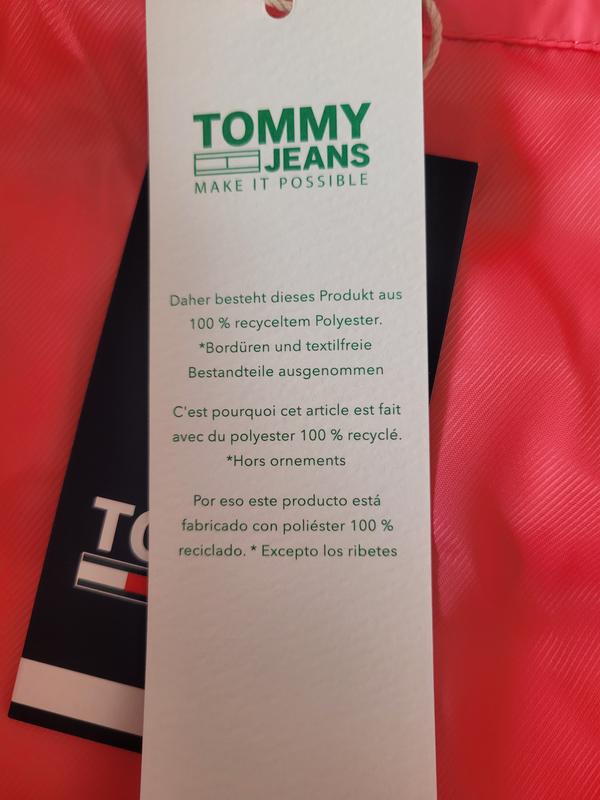 TOMMY
JEANS
MAKE IT POSSIBLE
Daher besteht dieses Produkt aus
100 % recyceltem Polyester.
*Bordüren und textilfreie
Bestandteile ausgenommen
C'est pourquoi cet article est fait
avec du polyester 100 % recyclé.
*Hors ornements
Por eso este producto está
fabricado con poliéster 100 %
reciclado. * Excepto los ribetes